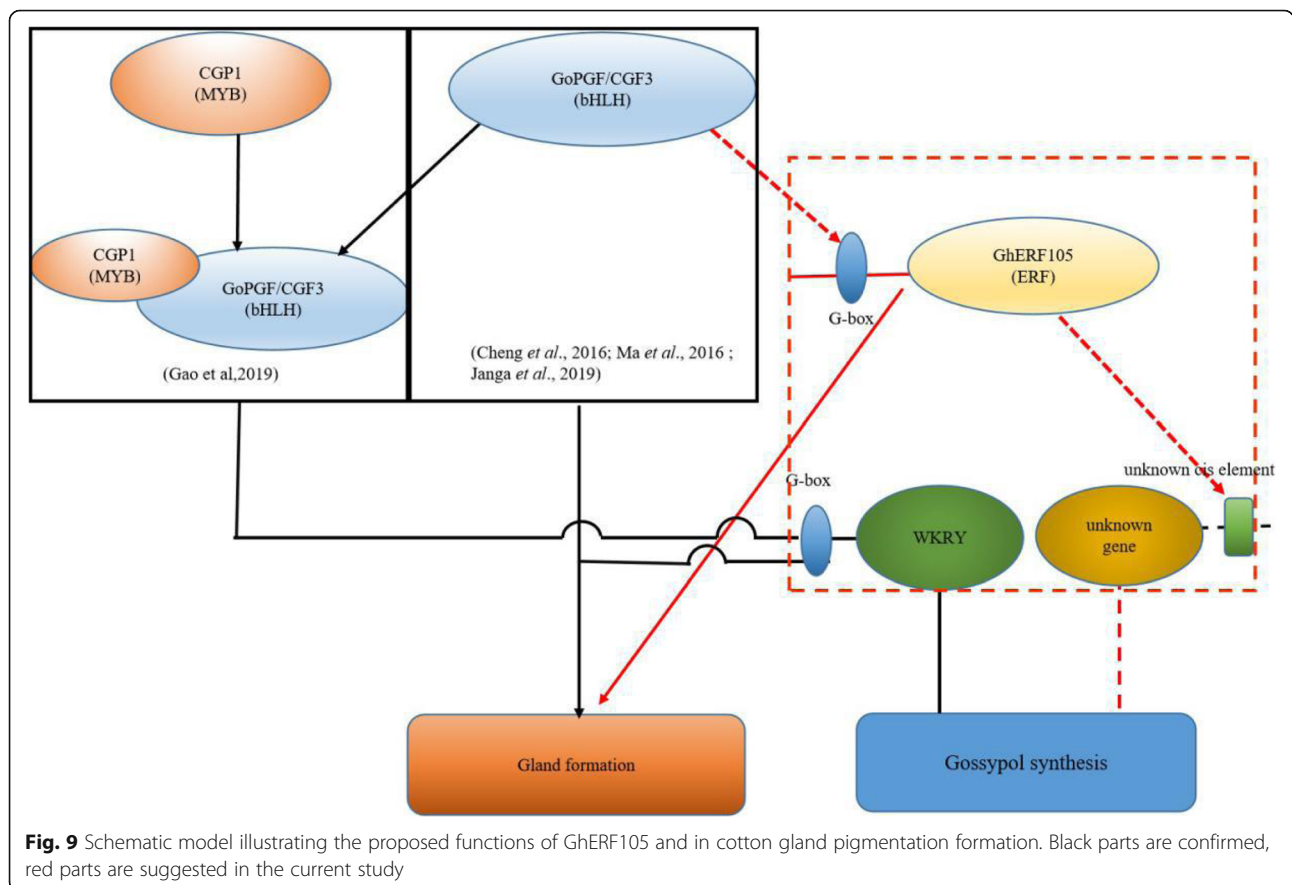 CGP1
(MYB)
GoPGF/CGF3
(bHLH)
CGP1
(MYB)
GoPGF/CGF3
(bHLH)
(Gao et al,2019)
(Cheng et al., 2016; Ma et al., 2016 ;
Janga et al., 2019)
GhERF105
(ERF)
G-box
unknown cis element
G-box
WKRY
unknown
gene
Gland formation
Gossypol synthesis
Fig. 9 Schematic model illustrating the proposed functions of GhERF105 and in cotton gland pigmentation formation. Black parts are confirmed,
red parts are suggested in the current study